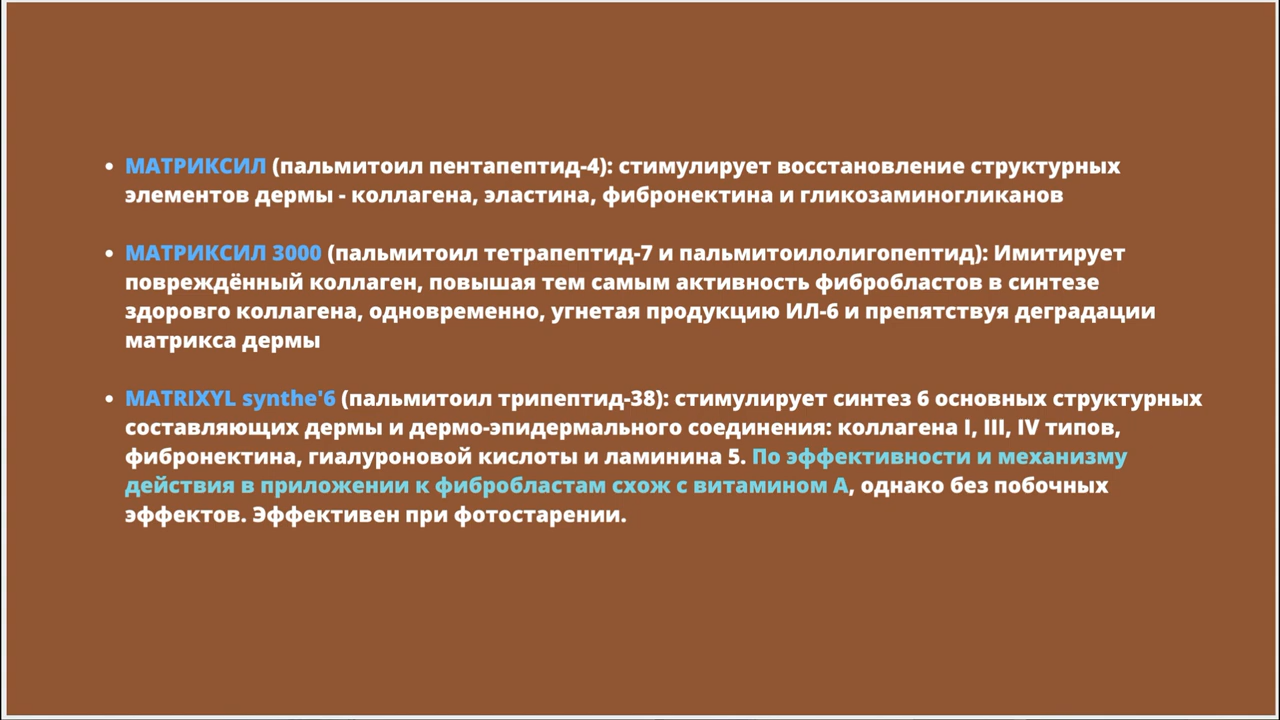 • МАТРИКСИЛ (пальмитоил пентапептид-4): стимулирует восстановление структурных
элементов дермы - коллагена, эластина, фибронектина и гликозаминогликанов
• МАТРИКСИЛ 3000 (пальмитоил тетрапептид-7 и пальмитоилолигопептид): Имитирует
повреждённый коллаген, повышая тем самым активность фибробластов в синтезе
здоровго коллагена, одновременно, угнетая продукцию ИЛ-6 и препятствуя деградации
матрикса дермы
• MATRIXYL synthe'6 (пальмитоил трипептид-38): стимулирует синтез 6 основных структурных
составляющих дермы и дермо-эпидермального соединения: коллагена I, III, IV типов,
фибронектина, гиалуроновой кислоты и ламинина 5. По эффективности и механизму
действия в приложении к фибробластам схож с витамином А, однако без побочных
эффектов. Эффективен при фотостарении.